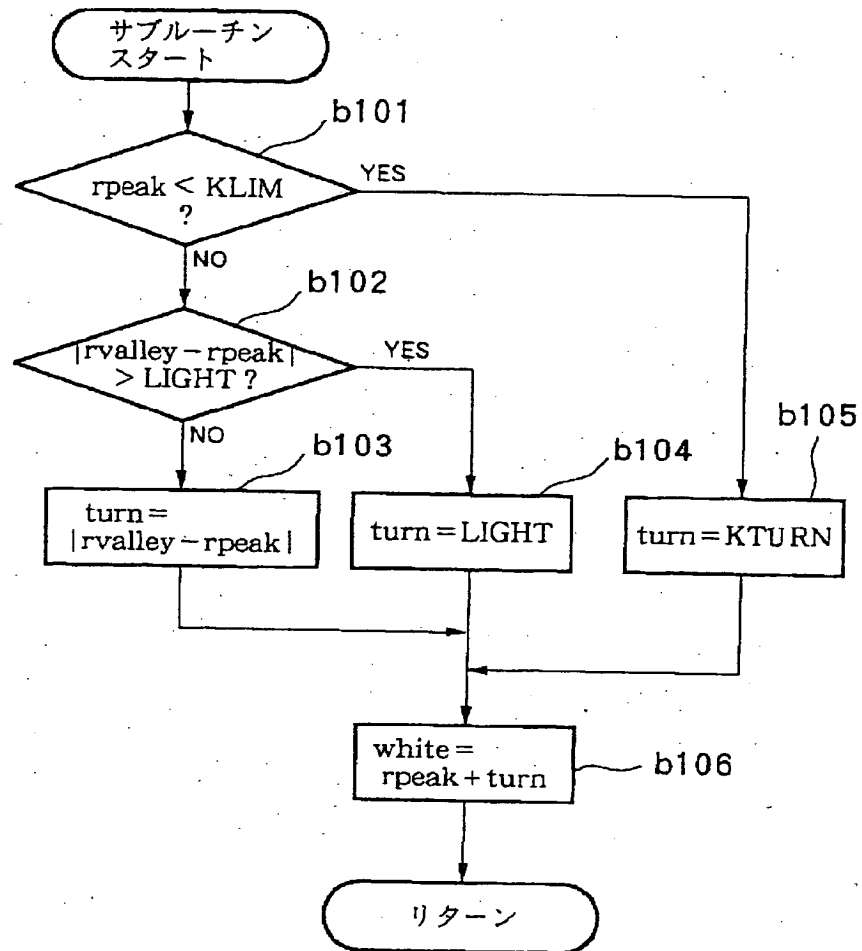 サブルーチン
スタート
b101
rpeak < KLIM
?
YES
NO
b102
|rvalley－rpeak|
> LIGHT ?
YES
NO
b103
turn＝
|rvalley－rpeak|
b104
turn＝LIGHT
b105
turn＝KTURN
white＝
rpeak＋turn
b106
リターン